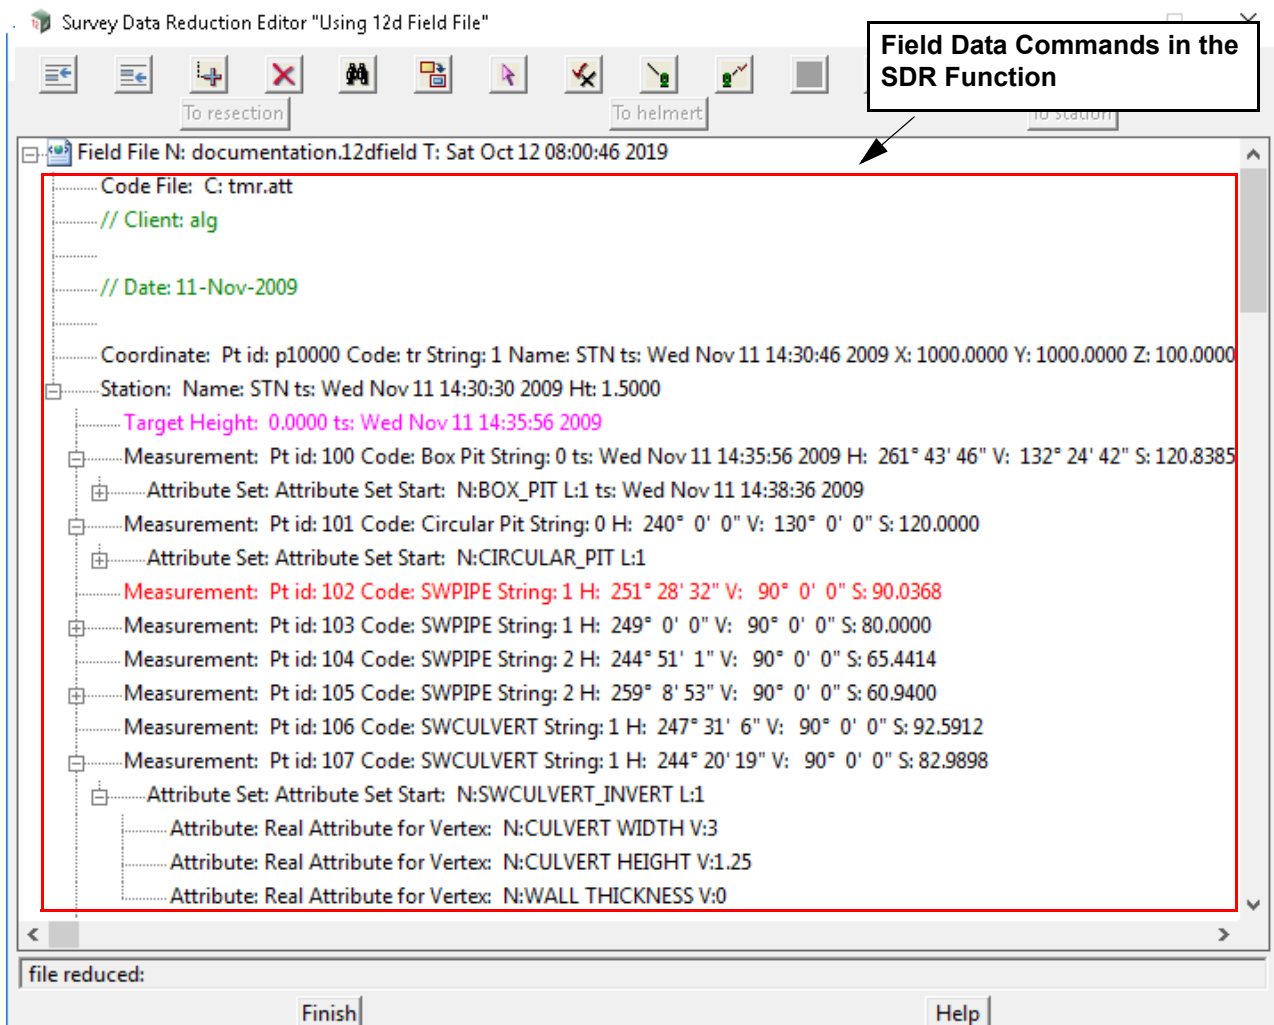 Survey Data Reduction Editor "Using 12d Field File"
Field Data Commands in the
SDR Function
To resection
To helmert
To station
Field File N: documentation.12dfield T: Sat Oct 12 08:00:46 2019
Code File:  C: tmr.att
// Client: alg
// Date: 11-Nov-2009
Coordinate:  Pt id: p10000 Code: tr String: 1 Name: STN ts: Wed Nov 11 14:30:46 2009 X: 1000.0000 Y: 1000.0000 Z: 100.0000
Station:  Name: STN ts: Wed Nov 11 14:30:30 2009 Ht: 1.5000
Target Height:  0.0000 ts: Wed Nov 11 14:35:56 2009
Measurement:  Pt id: 100 Code: Box Pit String: 0 ts: Wed Nov 11 14:35:56 2009 H:  261° 43' 46" V:  132° 24' 42" S: 120.8385
Attribute Set: Attribute Set Start:  N:BOX_PIT L:1 ts: Wed Nov 11 14:38:36 2009
Measurement:  Pt id: 101 Code: Circular Pit String: 0 H:  240°  0'  0" V:  130°  0'  0" S: 120.0000
Attribute Set: Attribute Set Start:  N:CIRCULAR_PIT L:1
Measurement:  Pt id: 102 Code: SWPIPE String: 1 H:  251° 28' 32" V:   90°  0'  0" S: 90.0368
Measurement:  Pt id: 103 Code: SWPIPE String: 1 H:  249°  0'  0" V:   90°  0'  0" S: 80.0000
Measurement:  Pt id: 104 Code: SWPIPE String: 2 H:  244° 51'  1" V:   90°  0'  0" S: 65.4414
Measurement:  Pt id: 105 Code: SWPIPE String: 2 H:  259°  8' 53" V:   90°  0'  0" S: 60.9400
Measurement:  Pt id: 106 Code: SWCULVERT String: 1 H:  247° 31'  6" V:   90°  0'  0" S: 92.5912
Measurement:  Pt id: 107 Code: SWCULVERT String: 1 H:  244° 20' 19" V:   90°  0'  0" S: 82.9898
Attribute Set: Attribute Set Start:  N:SWCULVERT_INVERT L:1
Attribute: Real Attribute for Vertex:  N:CULVERT WIDTH V:3
Attribute: Real Attribute for Vertex:  N:CULVERT HEIGHT V:1.25
Attribute: Real Attribute for Vertex:  N:WALL THICKNESS V:0
file reduced:
Finish
Help